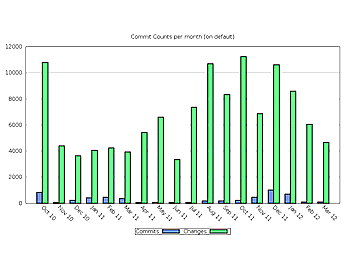 Commit Counts per month (on default)
12000
10000
8000
6000
4000
2000
0
Oct 10
Nov 10
Dec 10
Jan 11
Feb 11
Mar 11
Apr 11
May 11
Jun 11
Jul 11
Aug 11
Sep 11
Oct 11
Nov 11
Dec 11
Jan 12
Feb 12
Mar 12
Commits Changes